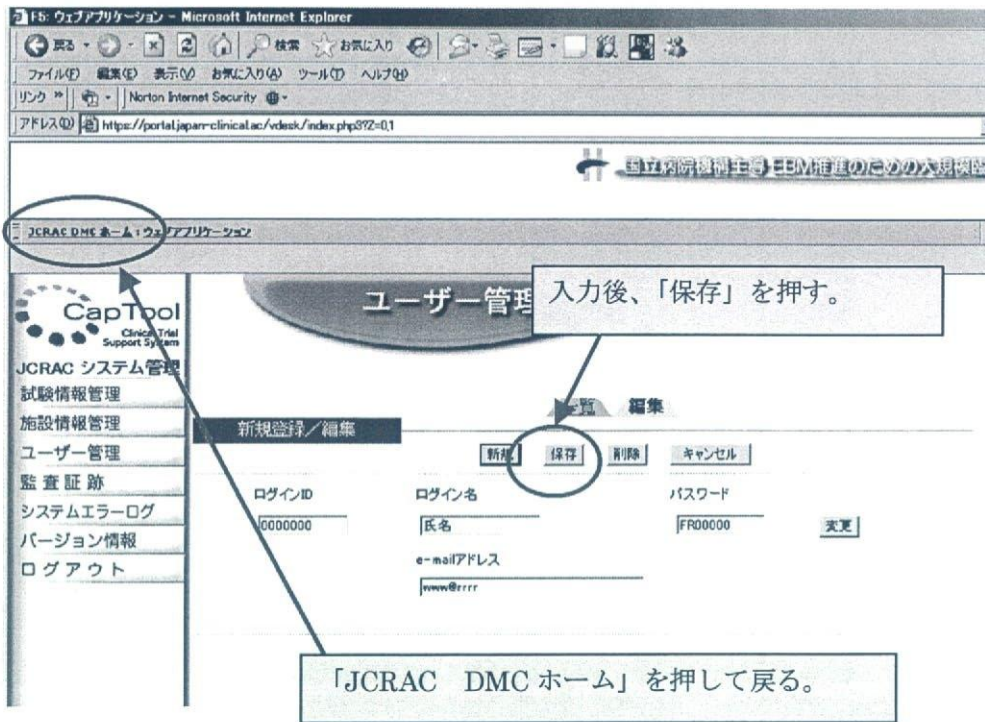 F5: ウェブアプリケーション - Microsoft Internet Explorer
戻る 検索 お気に入り
ファイル(F) 編集(E) 表示(V) お気に入り(A) ツール(T) ヘルプ(H)
リンク » Norton Internet Security
アドレス(D) https://portal.japan-clinical.ac/vdesk/index.php3?Z=0,1
国立病院機構主導 EBM推進のための大規模臨
JCRAC DMC ホーム : ウェブアプリケーション
CapTool
Clinical Trial
Support System
ユーザー管理
入力後、「保存」を押す。
JCRAC システム管理
試験情報管理
施設情報管理
ユーザー管理
監査証跡
システムエラーログ
バージョン情報
ログアウト
一覧 編集
新規登録/編集
新規 保存 削除 キャンセル
ログインID ログイン名 パスワード
0000000 氏名 FR00000 変更
e-mailアドレス
www@rrrr
「JCRAC DMC ホーム」を押して戻る。